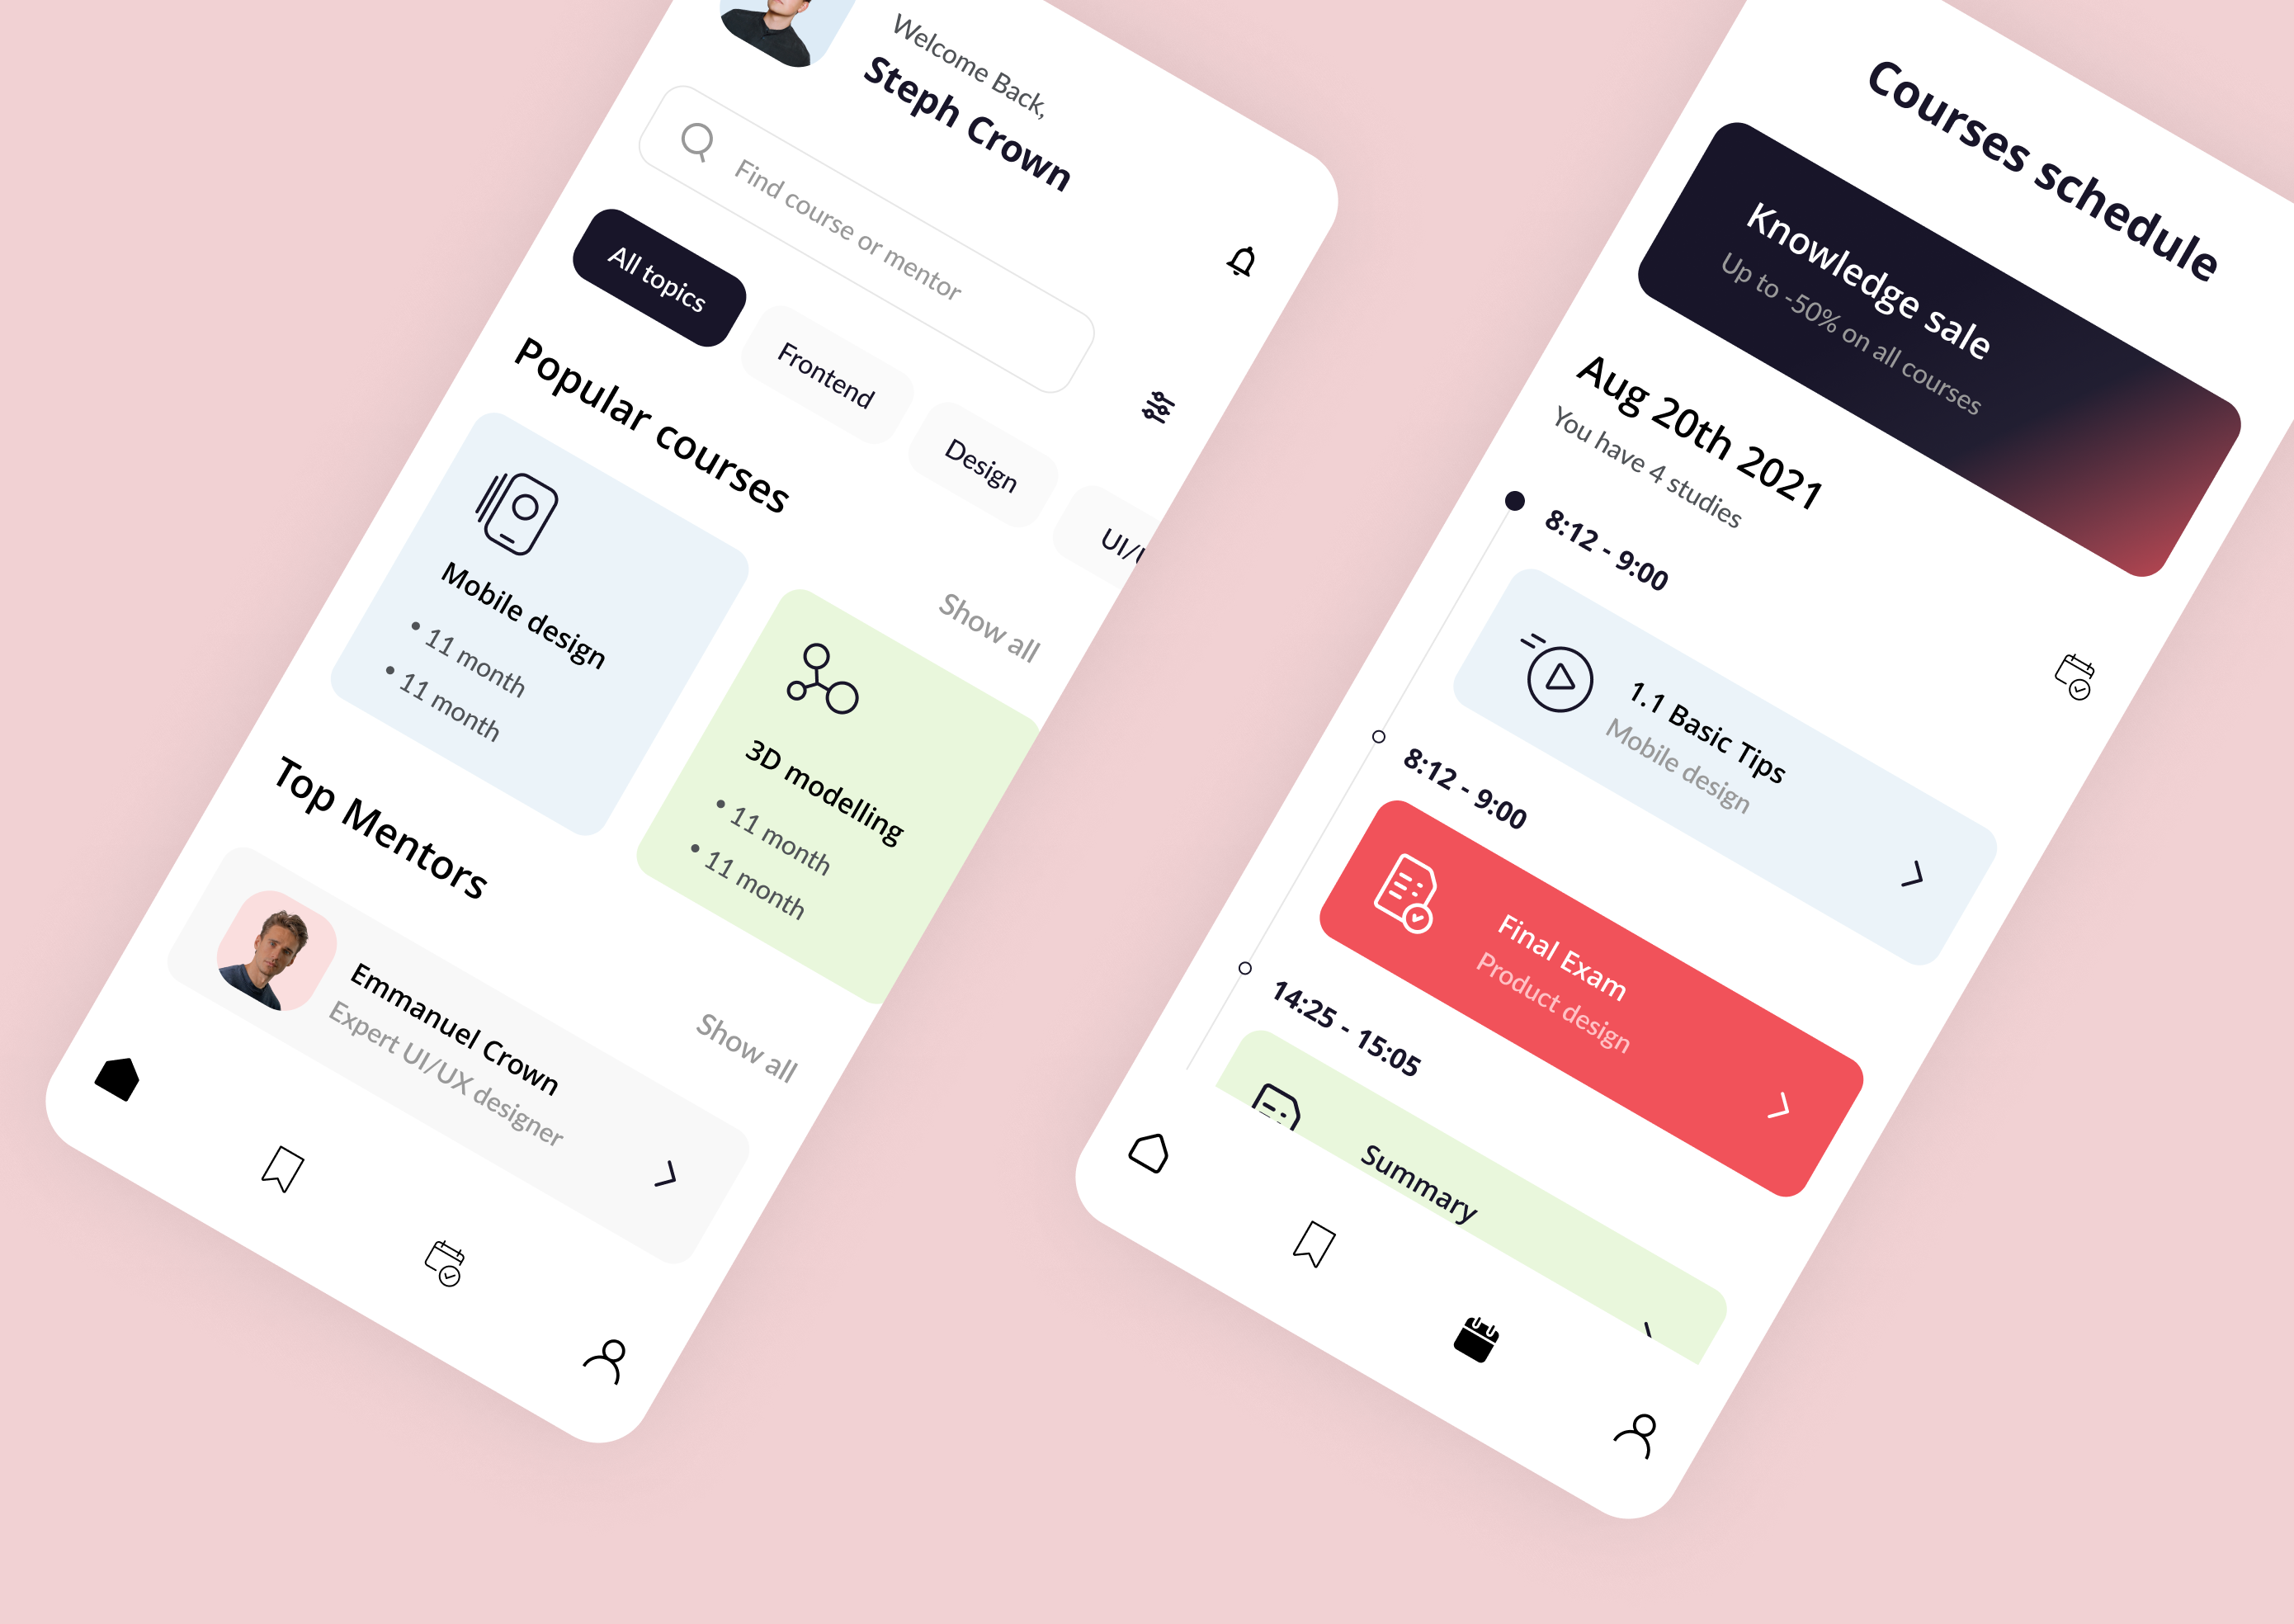 Welcome Back,
Steph Crown
Find course or mentor
All topics
Frontend
Design
Popular courses
Show all
Mobile design
• 11 month
• 11 month
3D modelling
• 11 month
• 11 month
Top Mentors
Show all
Emmanuel Crown
Expert UI/UX designer
Courses schedule
Knowledge sale
Up to -50% on all courses
Aug 20th 2021
You have 4 studies
8:12 - 9:00
1.1 Basic Tips
Mobile design
8:12 - 9:00
Final Exam
Product design
14:25 - 15:05
Summary